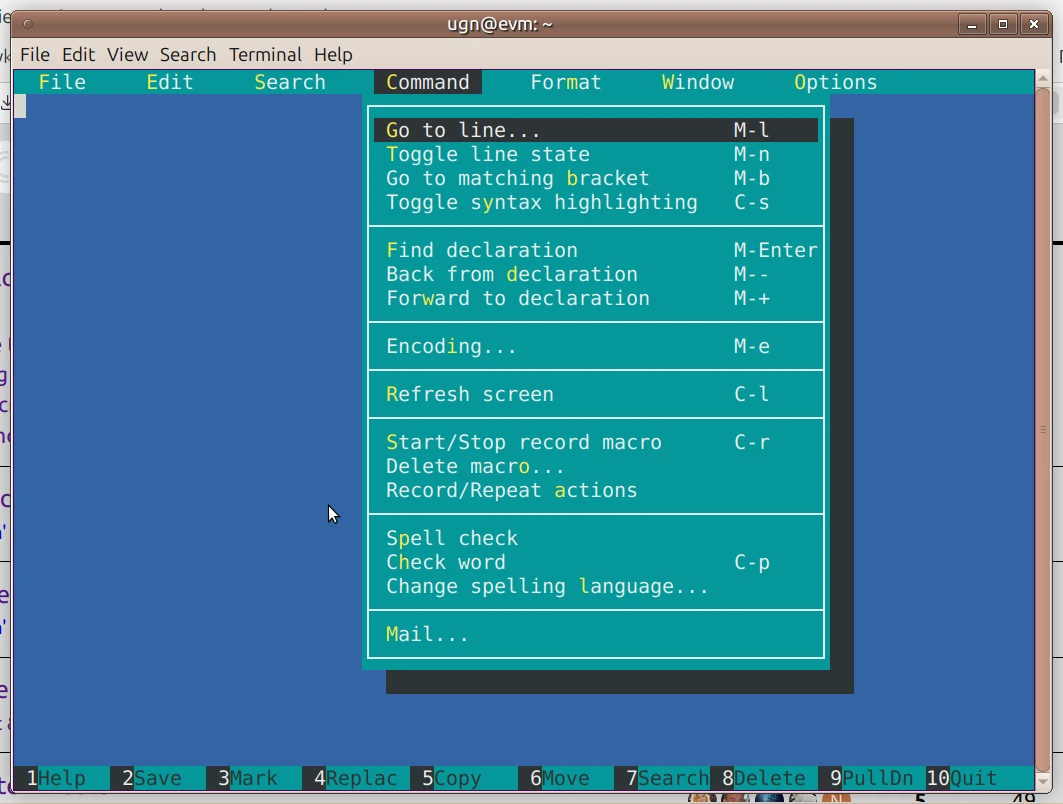 ugn@evm: ~
File Edit View Search Terminal Help
File Edit Search Command Format Window Options
Go to line... M-l
Toggle line state M-n
Go to matching bracket M-b
Toggle syntax highlighting C-s
Find declaration M-Enter
Back from declaration M--
Forward to declaration M-+
Encoding... M-e
Refresh screen C-l
Start/Stop record macro C-r
Delete macro...
Record/Repeat actions
Spell check
Check word C-p
Change spelling language...
Mail...
1Help 2Save 3Mark 4Replac 5Copy 6Move 7Search 8Delete 9PullDn 10Quit